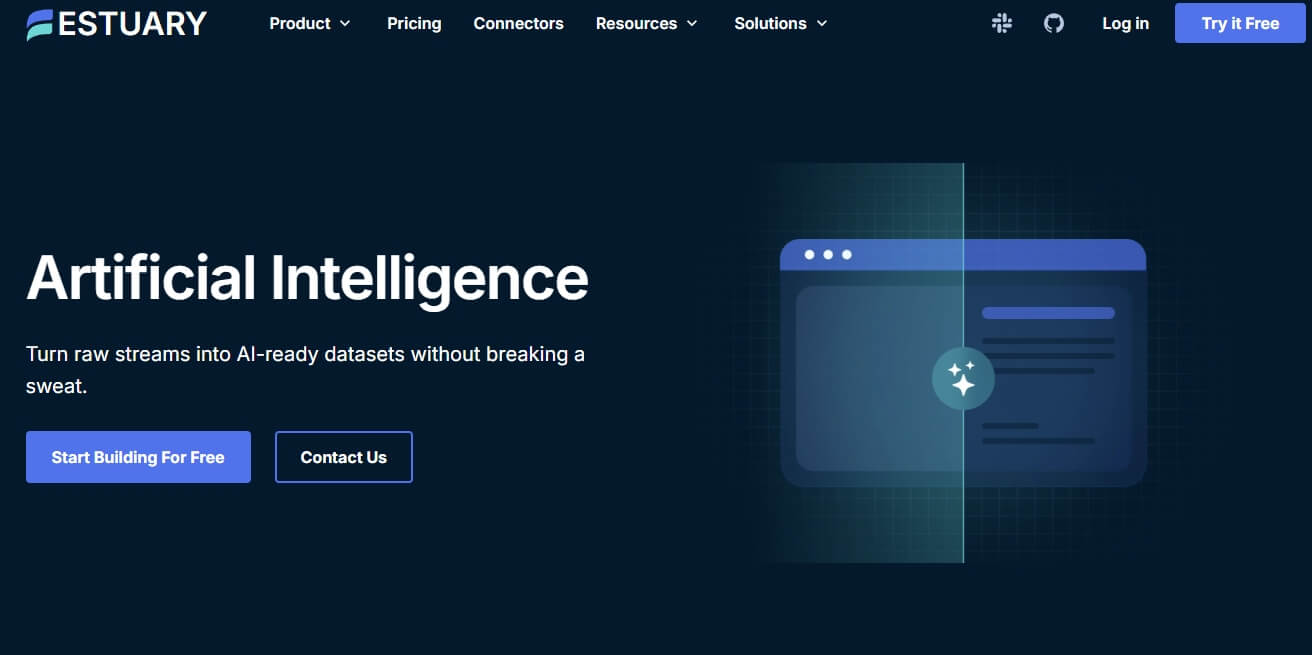 ESTUARY Product Pricing Connectors Resources Solutions Log in Try it Free
Artificial Intelligence
Turn raw streams into AI-ready datasets without breaking a
sweat.
Start Building For Free Contact Us